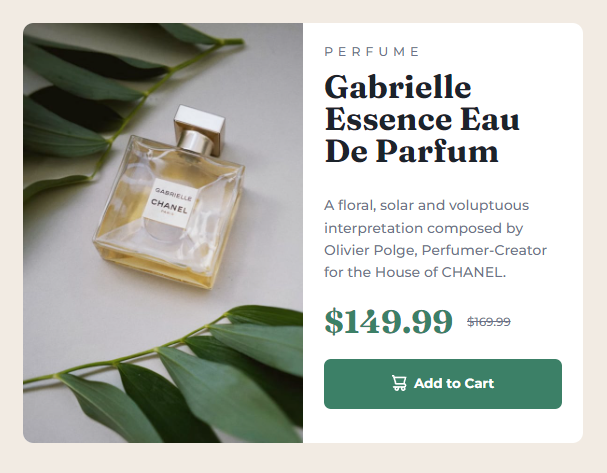 PERFUME
Gabrielle
Essence Eau
De Parfum
A floral, solar and voluptuous
interpretation composed by
Olivier Polge, Perfumer-Creator
for the House of CHANEL.
$149.99 $169.99
Add to Cart
GABRIELLE
CHANEL
PARIS